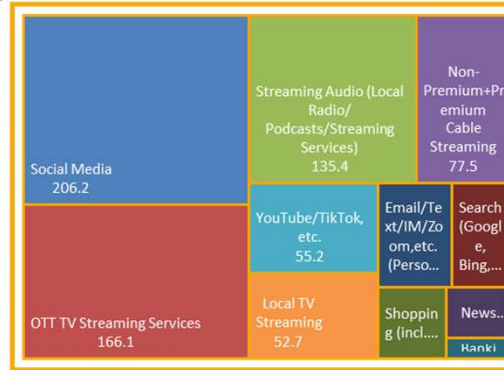 Social Media
206.2
OTT TV Streaming Services
166.1
Streaming Audio (Local
Radio/
Podcasts/Streaming
Services)
135.4
Non-
Premium+Pr
emium
Cable
Streaming
77.5
YouTube/TikTok,
etc.
55.2
Local TV
Streaming
52.7
Email/Te
xt/IM/Zo
om,etc.
(Perso...
Search
(Googl
e,
Bing,...
Shoppin
g (incl....
News...
Banki